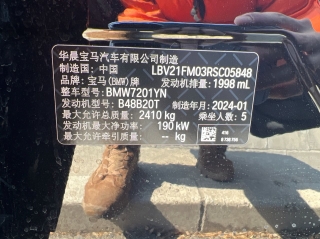 华晨宝马汽车有限公司制造
制造国：中国 LBV21FM03RSC05848
品牌：宝马(BMW)牌 发动机排量：1998 mL
整车型号：BMW7201YN
发动机型号：B48B20T 制造年月：2024-01
最大允许总质量：2410 kg 乘坐人数：5
发动机最大净功率：190 kW
最大允许牵引质量：-- kg